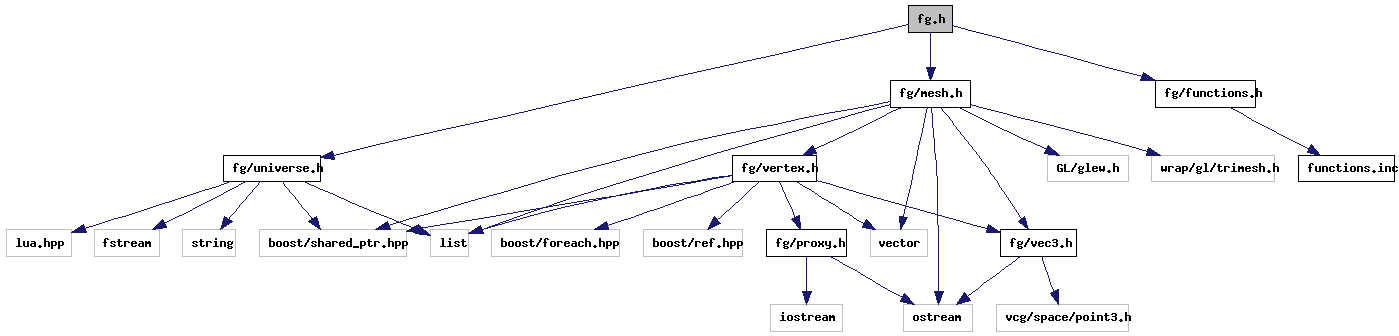 fg.h
fg/mesh.h
fg/functions.h
fg/universe.h
fg/vertex.h
GL/glew.h
wrap/gl/trimesh.h
functions.inc
lua.hpp
fstream
string
boost/shared_ptr.hpp
list
boost/foreach.hpp
boost/ref.hpp
fg/proxy.h
vector
fg/vec3.h
iostream
ostream
vcg/space/point3.h